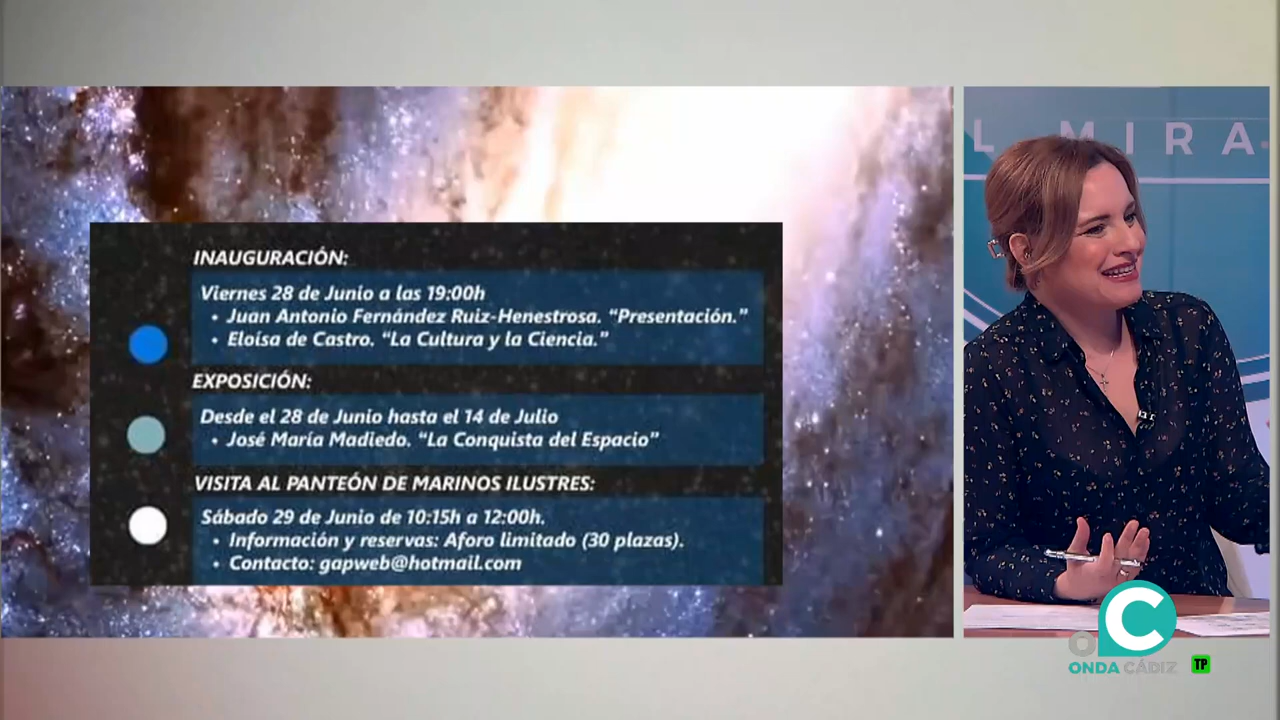 INAUGURACIÓN:
Viernes 28 de Junio a las 19:00h
• Juan Antonio Fernández Ruiz-Henestrosa. “Presentación.”
• Eloísa de Castro. “La Cultura y la Ciencia.”
EXPOSICIÓN:
Desde el 28 de Junio hasta el 14 de Julio
• José María Madiedo. “La Conquista del Espacio”
VISITA AL PANTEÓN DE MARINOS ILUSTRES:
Sábado 29 de Junio de 10:15h a 12:00h.
• Información y reservas: Aforo limitado (30 plazas).
• Contacto: gapweb@hotmail.com
L MIRA
C
ONDA CÁDIZ
TP